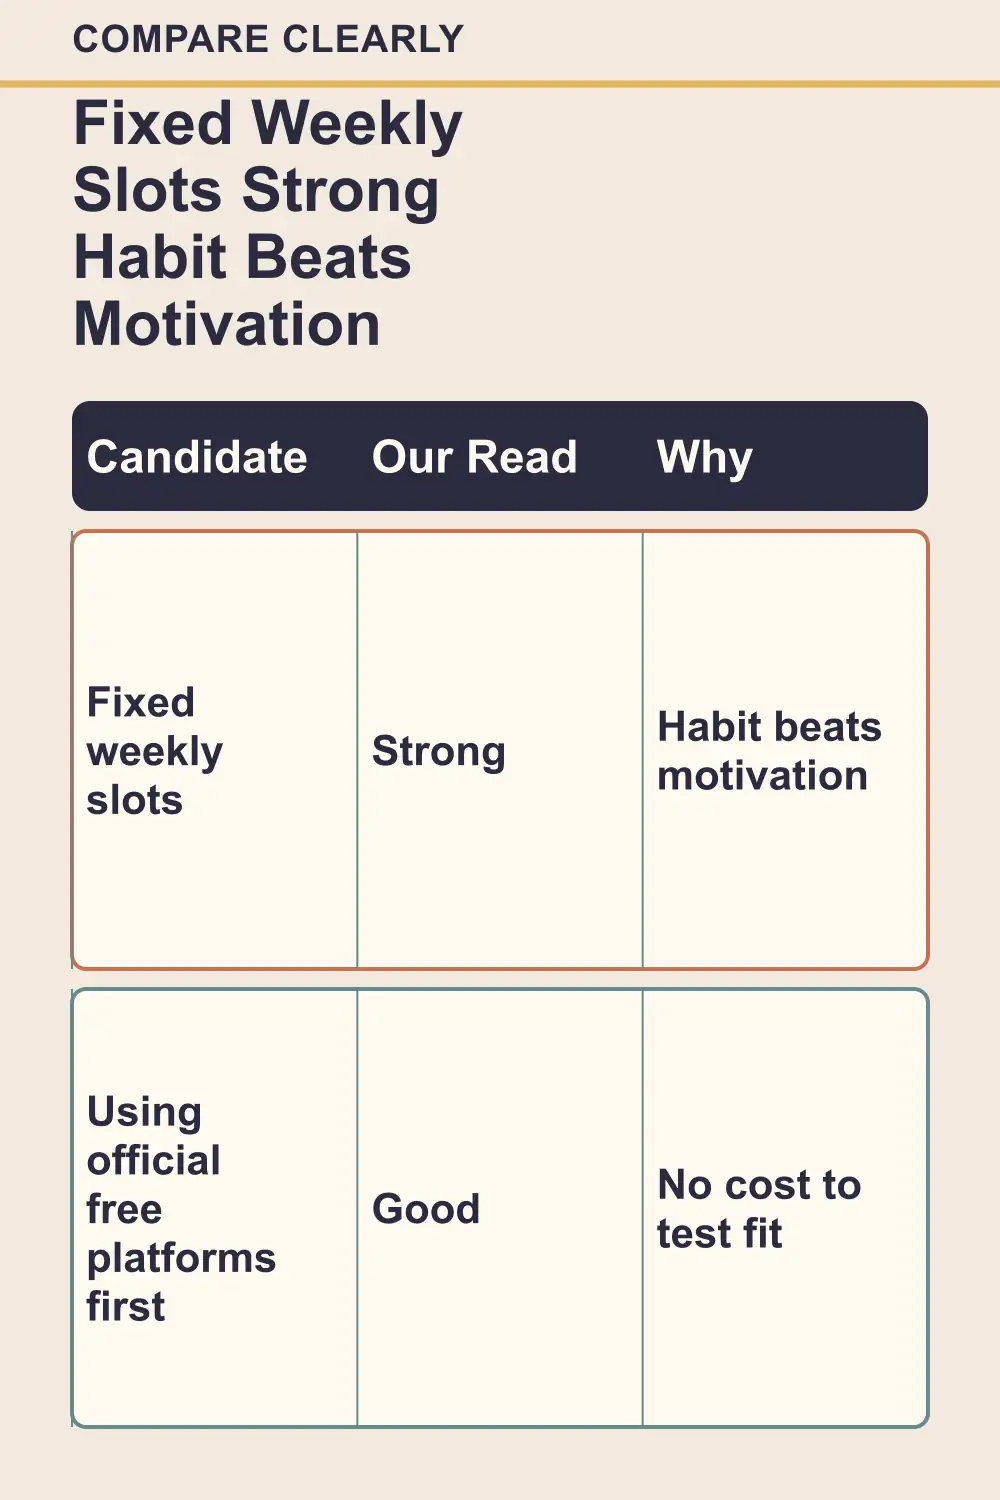 COMPARE CLEARLY
Fixed Weekly
Slots Strong
Habit Beats
Motivation
Candidate Our Read Why
Fixed
weekly
slots
Strong
Habit beats
motivation
Using
official
free
platforms
first
Good
No cost to
test fit